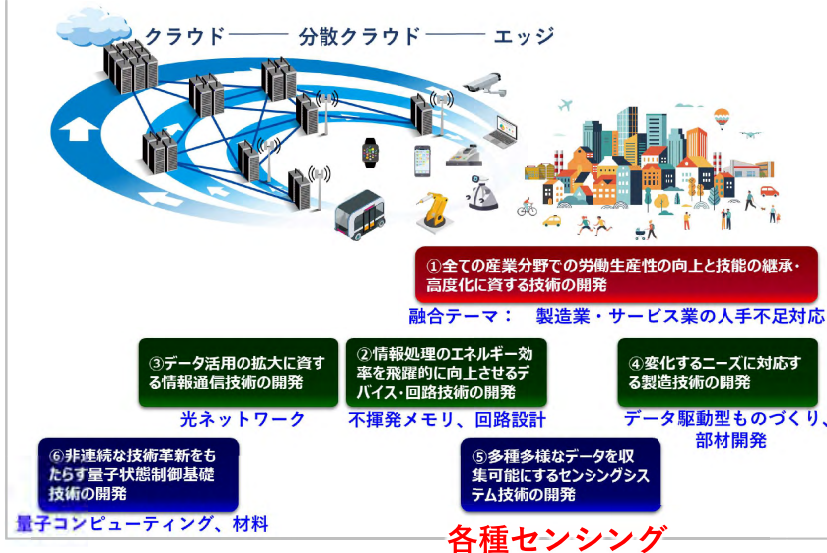 クラウド―― 分散クラウド―― エッジ
①全ての産業分野での労働生産性の向上と技能の継承・
高度化に資する技術の開発
融合テーマ： 製造業・サービス業の人手不足対応
③データ活用の拡大に資す
る情報通信技術の開発
光ネットワーク
②情報処理のエネルギー効
率を飛躍的に向上させるデ
バイス・回路技術の開発
不揮発メモリ、回路設計
④変化するニーズに対応す
る製造技術の開発
データ駆動型ものづくり、
部材開発
⑥非連続な技術革新をも
たらす量子状態制御基礎
技術の開発
量子コンピューティング、材料
⑤多種多様なデータを収
集可能にするセンシングシス
テム技術の開発
各種センシング